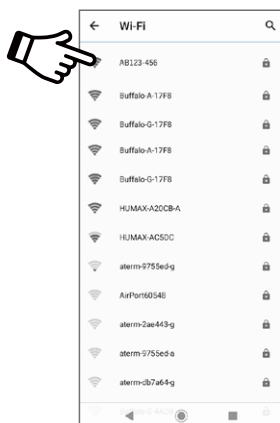 Wi-Fi
AB123-456
Buffalo-A-17F8
Buffalo-G-17F8
Buffalo-A-17F8
Buffalo-G-17F8
HUMAX-A20CB-A
HUMAX-AC50C
aterm-9755ed-g
AirPort60548
aterm-2ae443-g
aterm-9755ed-a
aterm-db7a64-g